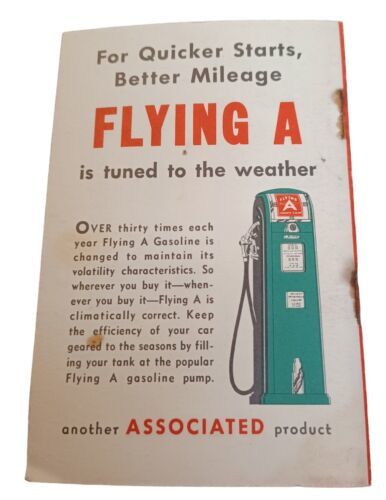 For Quicker Starts,
Better Mileage
FLYING A
is tuned to the weather
OVER thirty times each
year Flying A Gasoline is
changed to maintain its
volatility characteristics. So
wherever you buy it—when-
ever you buy it—Flying A is
climatically correct. Keep
the efficiency of your car
geared to the seasons by fill-
ing your tank at the popular
Flying A gasoline pump.
FLYING
A
another ASSOCIATED product